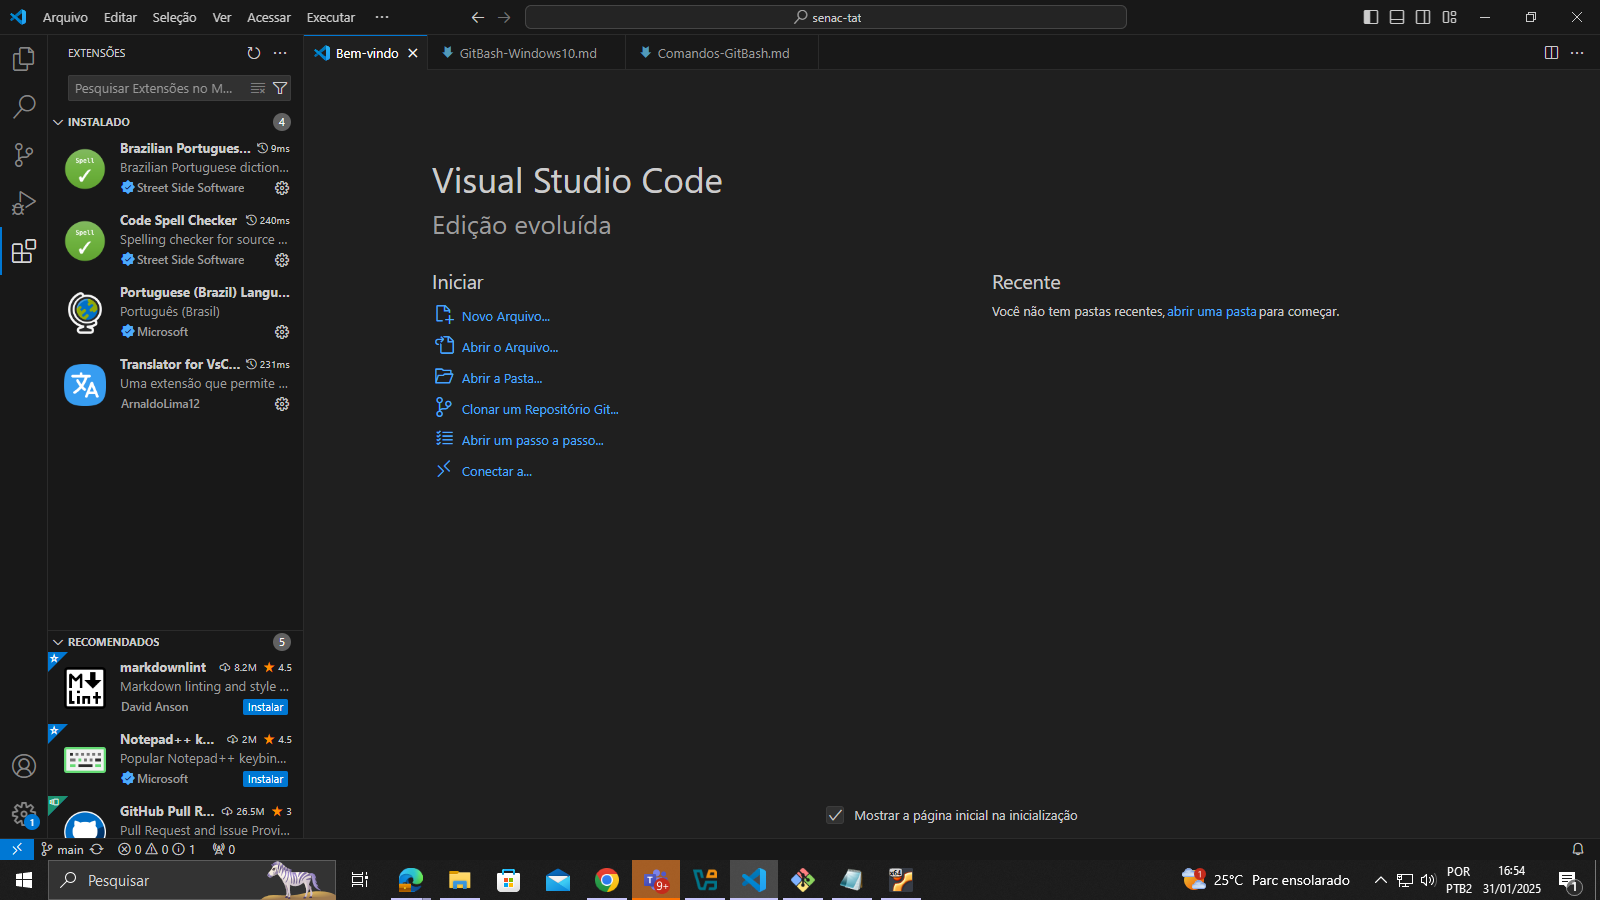 Arquivo Editar Seleção Ver Acessar Executar ··· senac-tat
EXTENSÕES
Bem-vindo GitBash-Windows10.md Comandos-GitBash.md
Pesquisar Extensões no M...
INSTALADO 4
Brazilian Portugues... 9ms
Brazilian Portuguese diction...
Street Side Software
Code Spell Checker 240ms
Spelling checker for source ...
Street Side Software
Portuguese (Brazil) Langu...
Português (Brasil)
Microsoft
Translator for VsC... 231ms
Uma extensão que permite ...
ArnaldoLima12
RECOMENDADOS 5
markdownlint 8.2M 4.5
Markdown linting and style ...
David Anson Instalar
Notepad++ k... 2M 4.5
Popular Notepad++ keybin...
Microsoft Instalar
GitHub Pull R... 26.5M 3
Pull Request and Issue Provi...
Visual Studio Code
Edição evoluída
Iniciar
Novo Arquivo...
Abrir o Arquivo...
Abrir a Pasta...
Clonar um Repositório Git...
Abrir um passo a passo...
Conectar a...
Recente
Você não tem pastas recentes, abrir uma pasta para começar.
Mostrar a página inicial na inicialização
1
main 0 0 1 0
Pesquisar
9+
1
25°C Parc ensolarado
POR
PTB2
16:54
31/01/2025
1